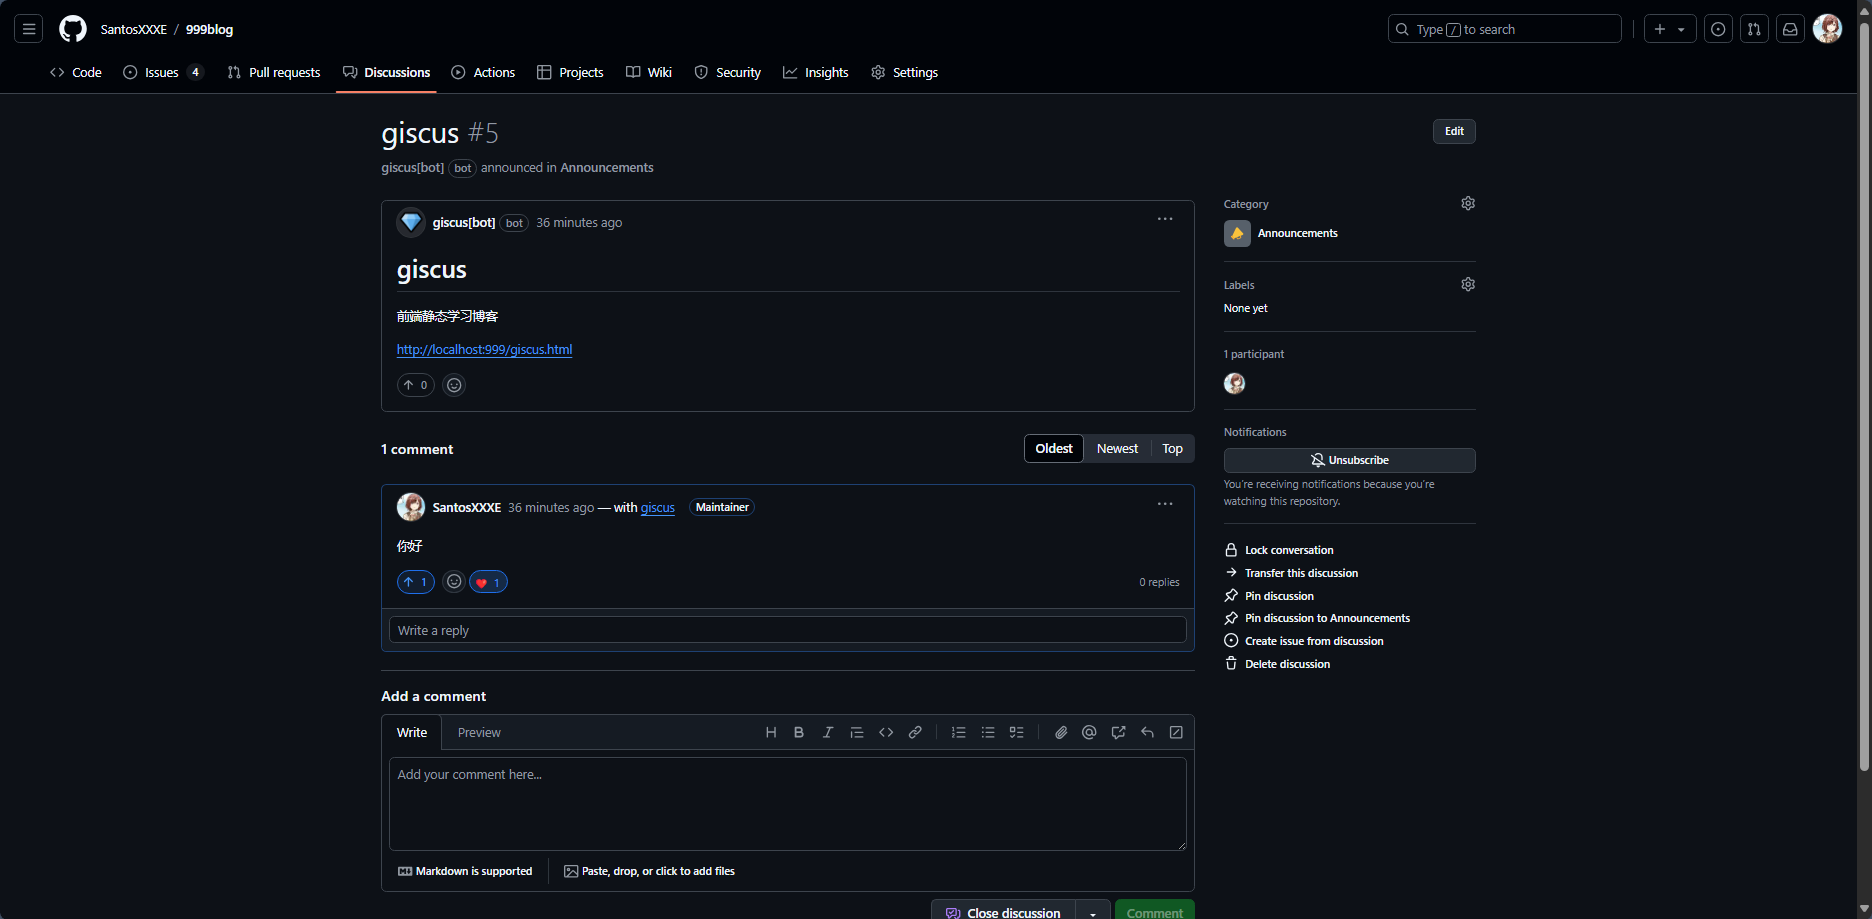 SantosXXXE / 999blog
Type / to search
Code
Issues 4
Pull requests
Discussions
Actions
Projects
Wiki
Security
Insights
Settings
giscus #5
Edit
giscus[bot] bot announced in Announcements
giscus[bot] bot 36 minutes ago
giscus
前端静态学习博客
http://localhost:999/giscus.html
0
1 comment
Oldest
Newest
Top
SantosXXXE 36 minutes ago — with giscus Maintainer
你好
1
1
0 replies
Write a reply
Add a comment
Write
Preview
Add your comment here...
Markdown is supported
Paste, drop, or click to add files
Close discussion
Comment
Category
Announcements
Labels
None yet
1 participant
Notifications
Unsubscribe
You're receiving notifications because you're
watching this repository.
Lock conversation
Transfer this discussion
Pin discussion
Pin discussion to Announcements
Create issue from discussion
Delete discussion